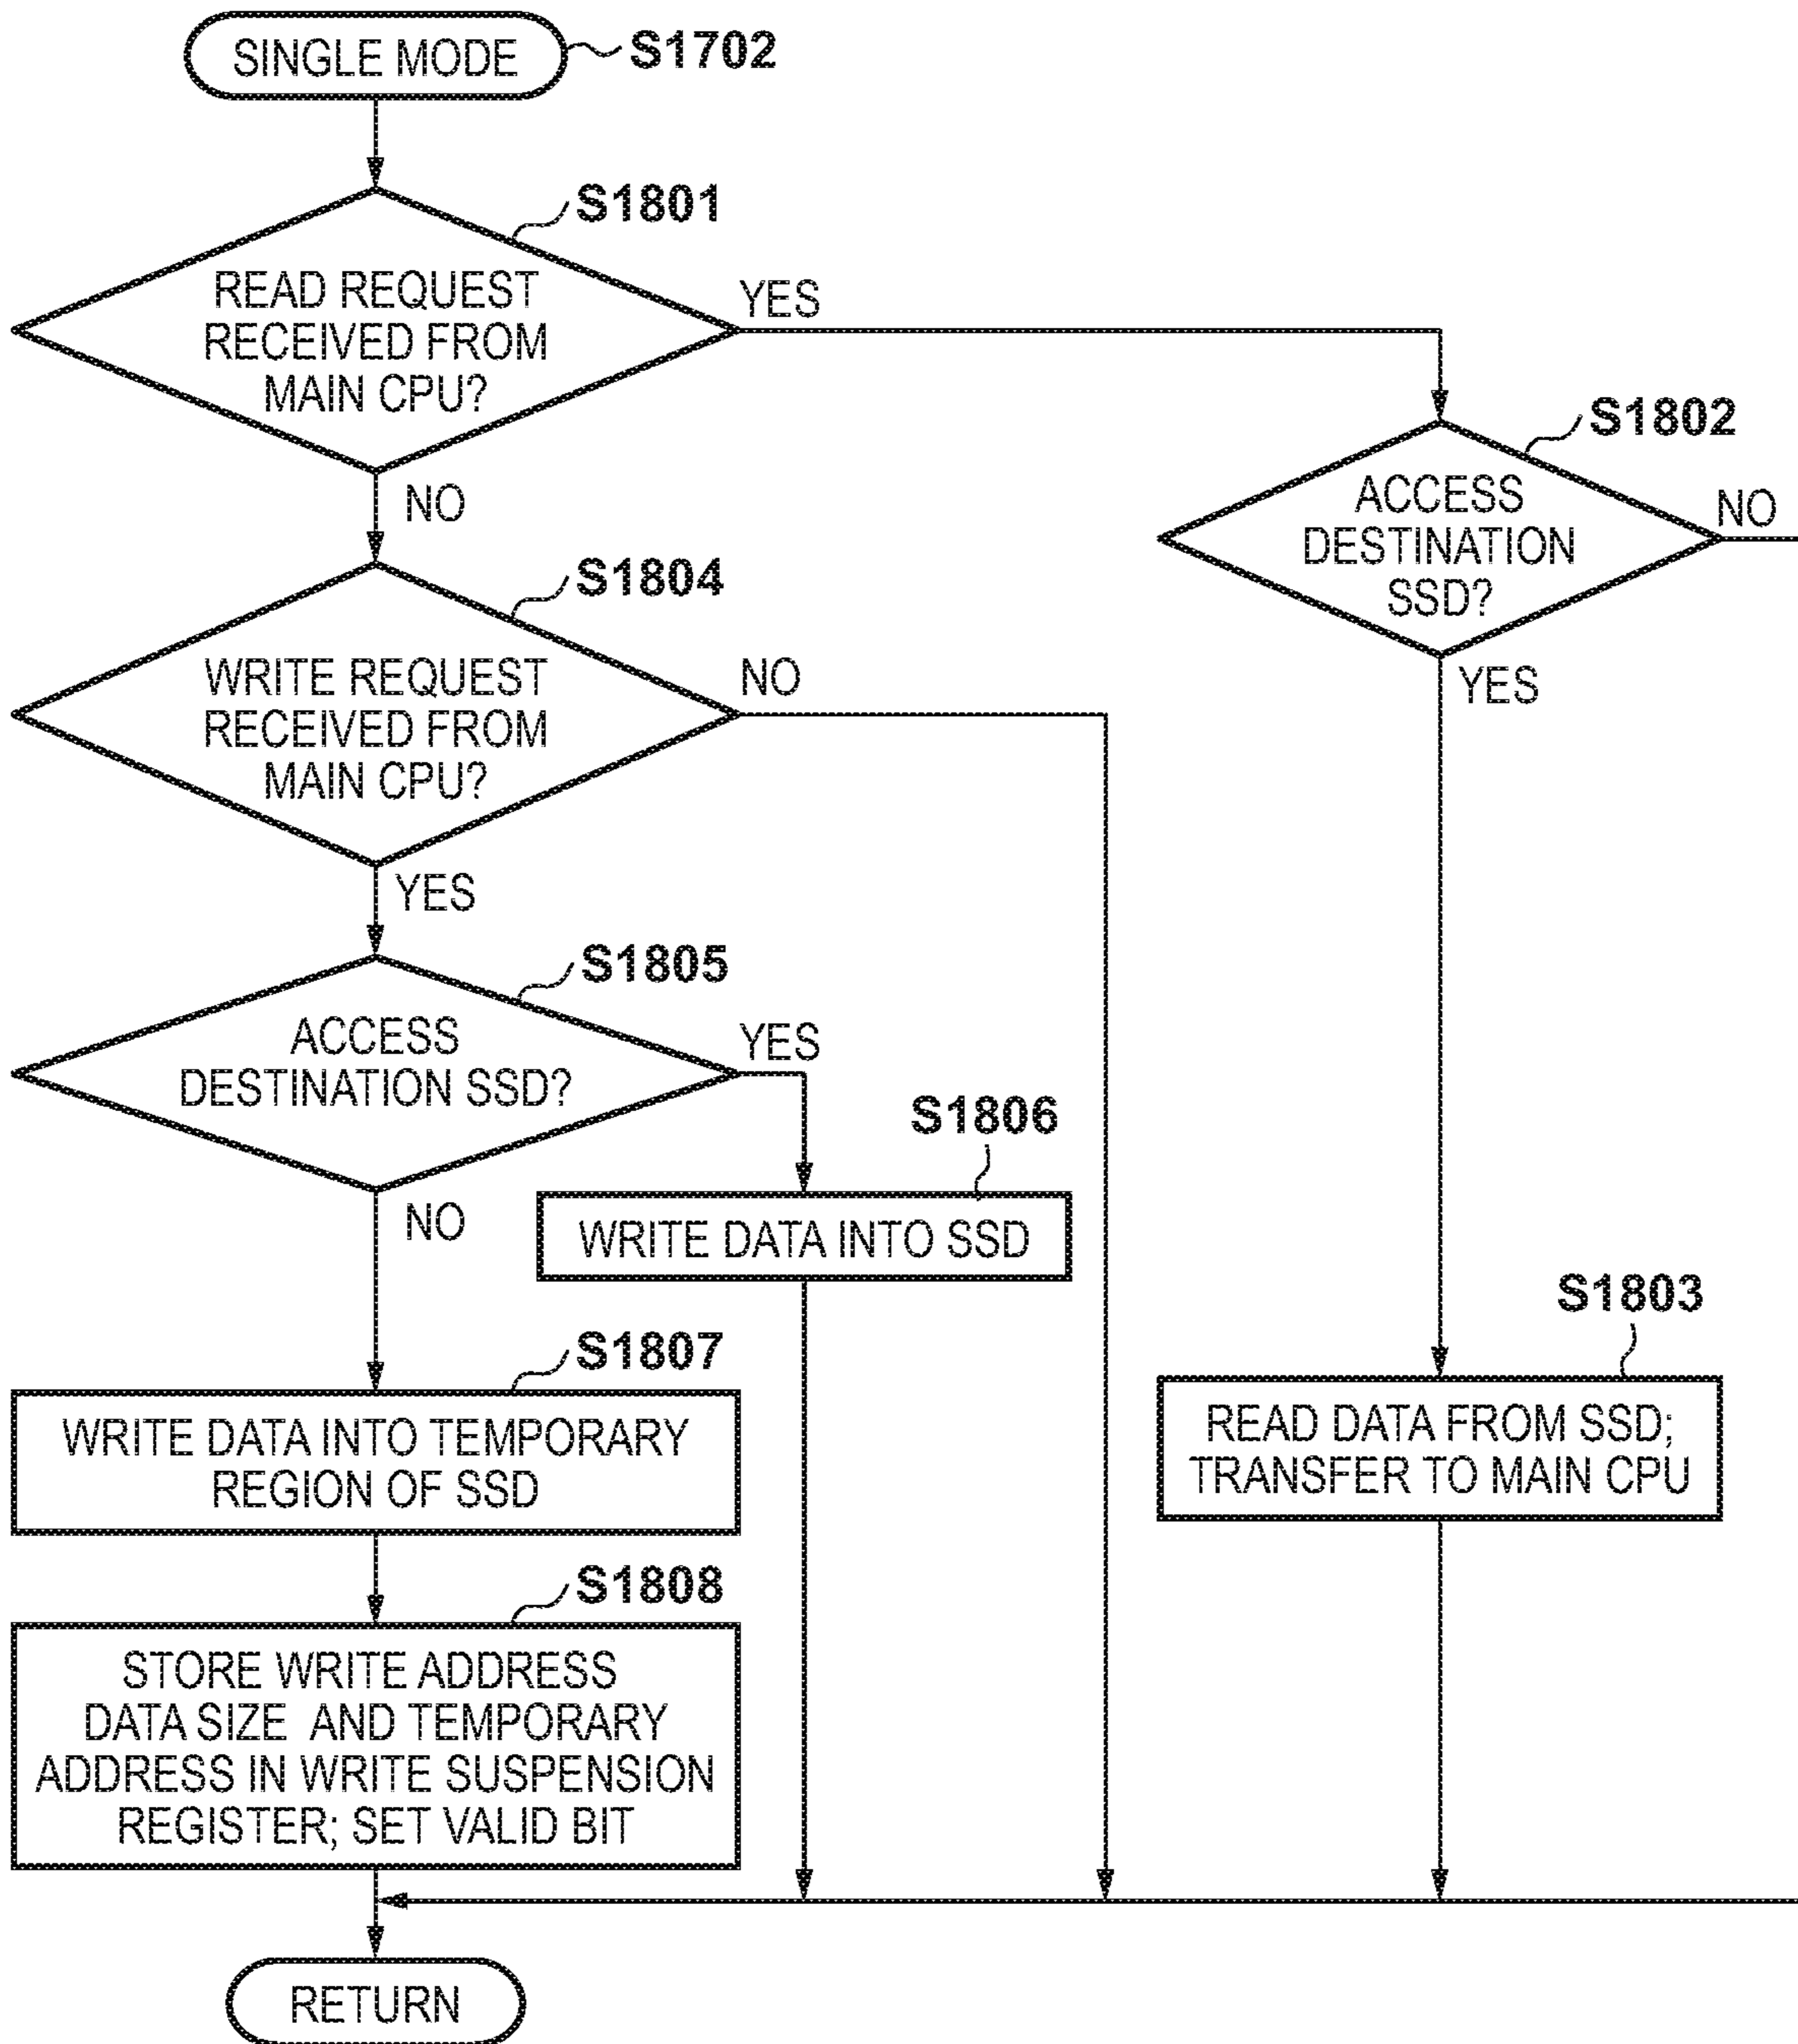 SINGLE MODE
S1702
S1801
READ REQUEST
RECEIVED FROM
MAIN CPU?
YES
NO
S1802
ACCESS
DESTINATION
SSD?
NO
YES
S1804
WRITE REQUEST
RECEIVED FROM
MAIN CPU?
NO
YES
S1805
ACCESS
DESTINATION SSD?
YES
NO
S1806
WRITE DATA INTO SSD
S1803
READ DATA FROM SSD;
TRANSFER TO MAIN CPU
S1807
WRITE DATA INTO TEMPORARY
REGION OF SSD
S1808
STORE WRITE ADDRESS
DATA SIZE AND TEMPORARY
ADDRESS IN WRITE SUSPENSION
REGISTER; SET VALID BIT
RETURN